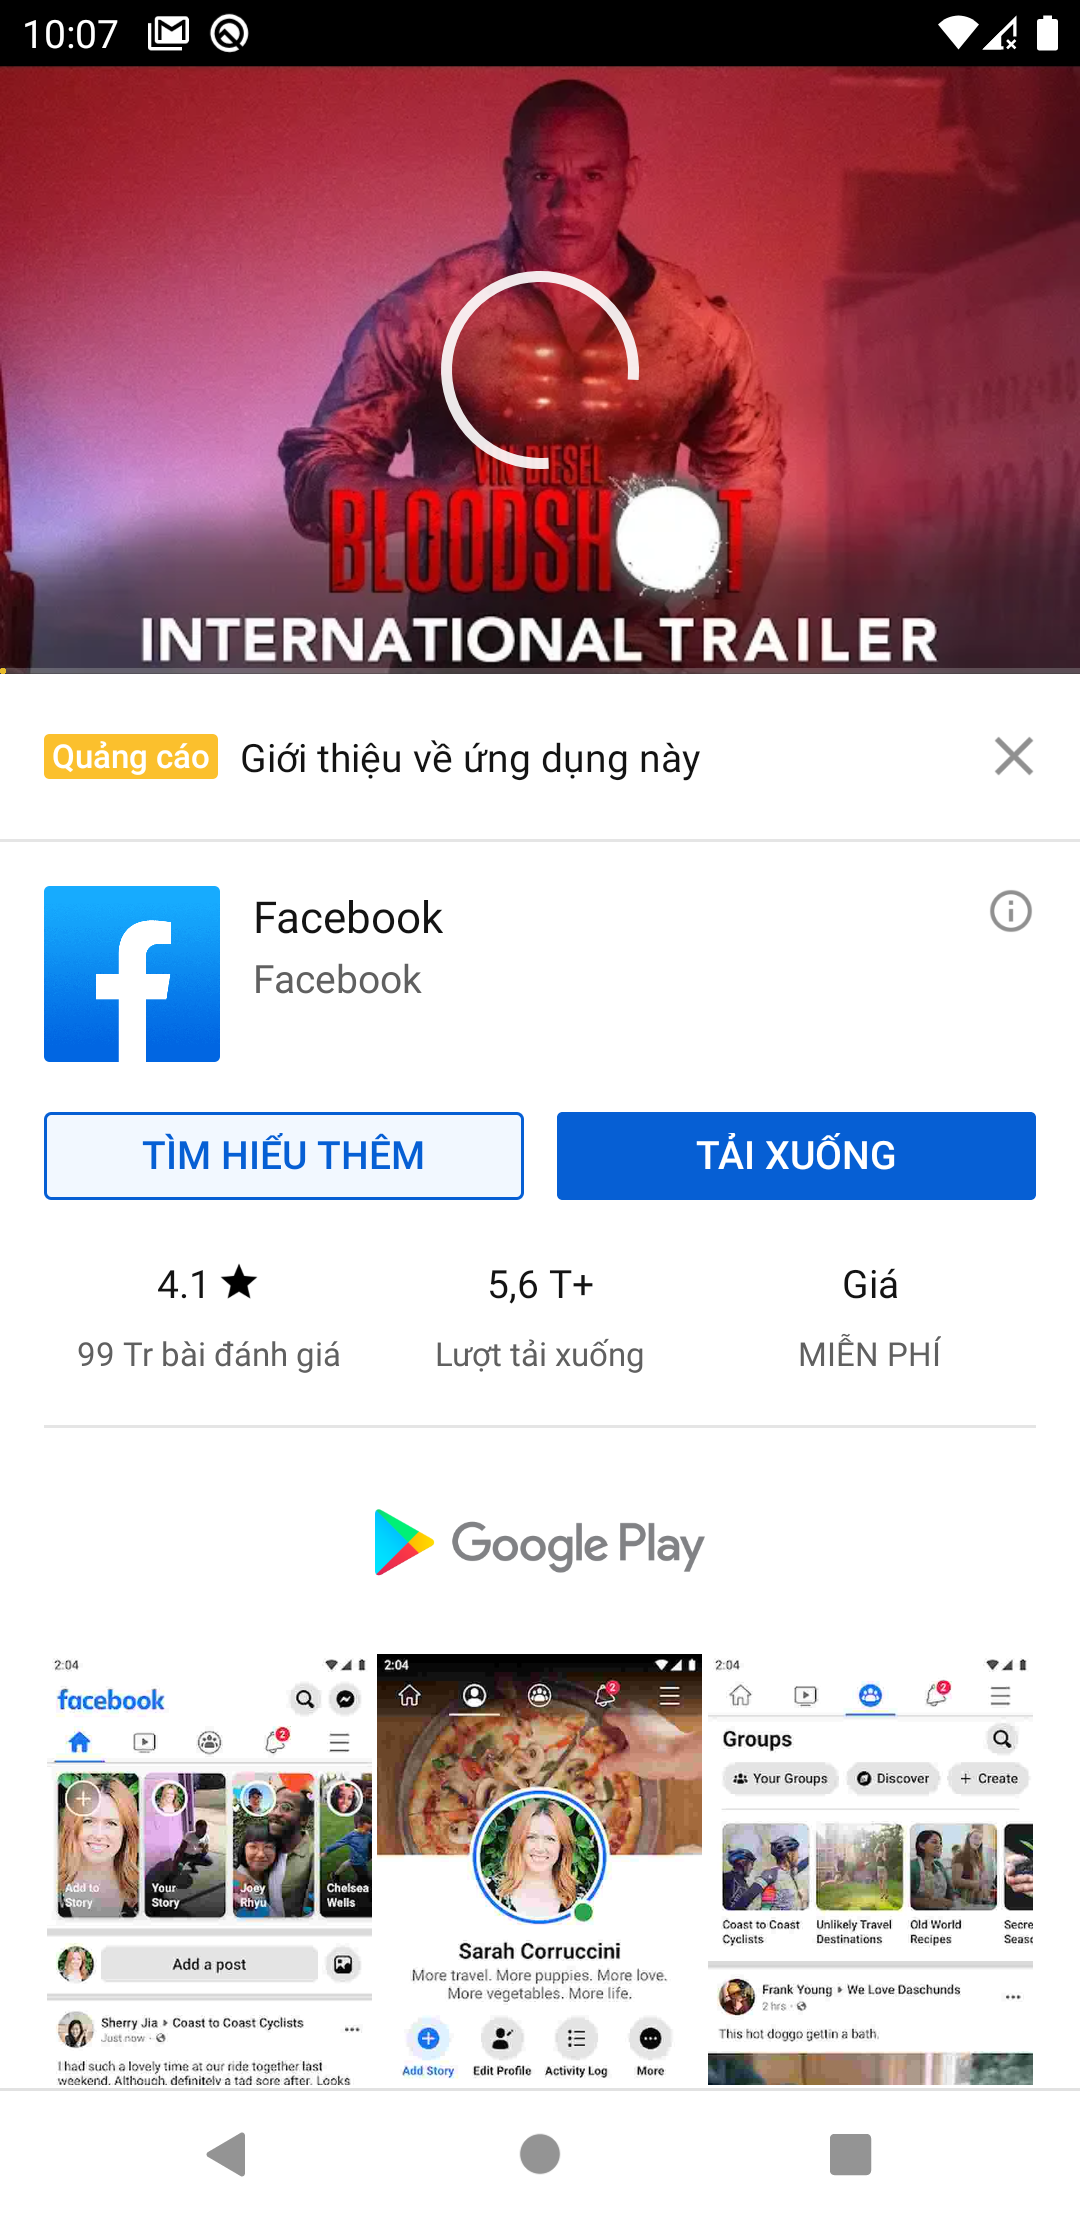 10:07
VIN DIESEL
BLOODSHOT
INTERNATIONAL TRAILER
Quảng cáo Giới thiệu về ứng dụng này
Facebook
Facebook
TÌM HIỂU THÊM TẢI XUỐNG
4.1 ★ 5,6 T+ Giá
99 Tr bài đánh giá Lượt tải xuống MIỄN PHÍ
Google Play
2:04
facebook
2
Add to Story
Your Story
Joey Rhyu
Chelsea Wells
Add a post
Sherry Jia ▸ Coast to Coast Cyclists
Just now
I had such a lovely time at our ride together last
weekend. Although, definitely a tad sore after. Looks
2:04
2
Sarah Corruccini
More travel. More puppies. More love.
More vegetables. More life.
Add Story Edit Profile Activity Log More
2:04
2
Groups
Your Groups Discover + Create
Coast to Coast Cyclists
Unlikely Travel Destinations
Old World Recipes
Secre
Seaso
Frank Young ▸ We Love Daschunds
2 hrs
This hot doggo gettin a bath.